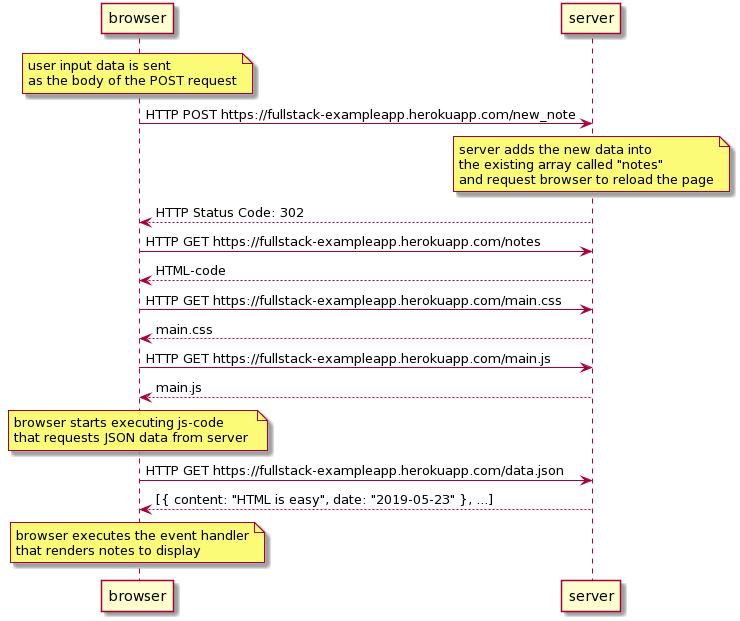 browser
server
user input data is sent
as the body of the POST request
HTTP POST https://fullstack-exampleapp.herokuapp.com/new_note
server adds the new data into
the existing array called "notes"
and request browser to reload the page
HTTP Status Code: 302
HTTP GET https://fullstack-exampleapp.herokuapp.com/notes
HTML-code
HTTP GET https://fullstack-exampleapp.herokuapp.com/main.css
main.css
HTTP GET https://fullstack-exampleapp.herokuapp.com/main.js
main.js
browser starts executing js-code
that requests JSON data from server
HTTP GET https://fullstack-exampleapp.herokuapp.com/data.json
[{ content: "HTML is easy", date: "2019-05-23" }, ...]
browser executes the event handler
that renders notes to display
browser
server